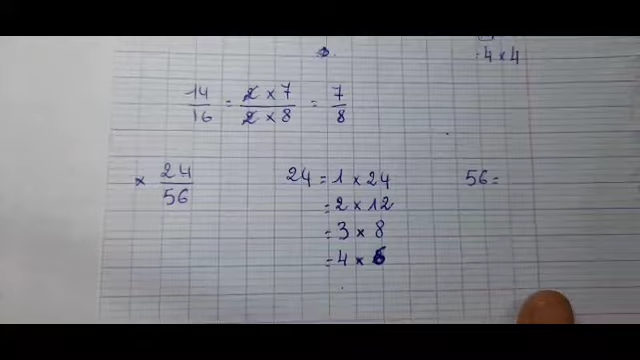 4 x 4
14/16 = 2 x 7 / 2 x 8 = 7/8
x 24/56
24 = 1 x 24
= 2 x 12
= 3 x 8
= 4 x 6
56 =